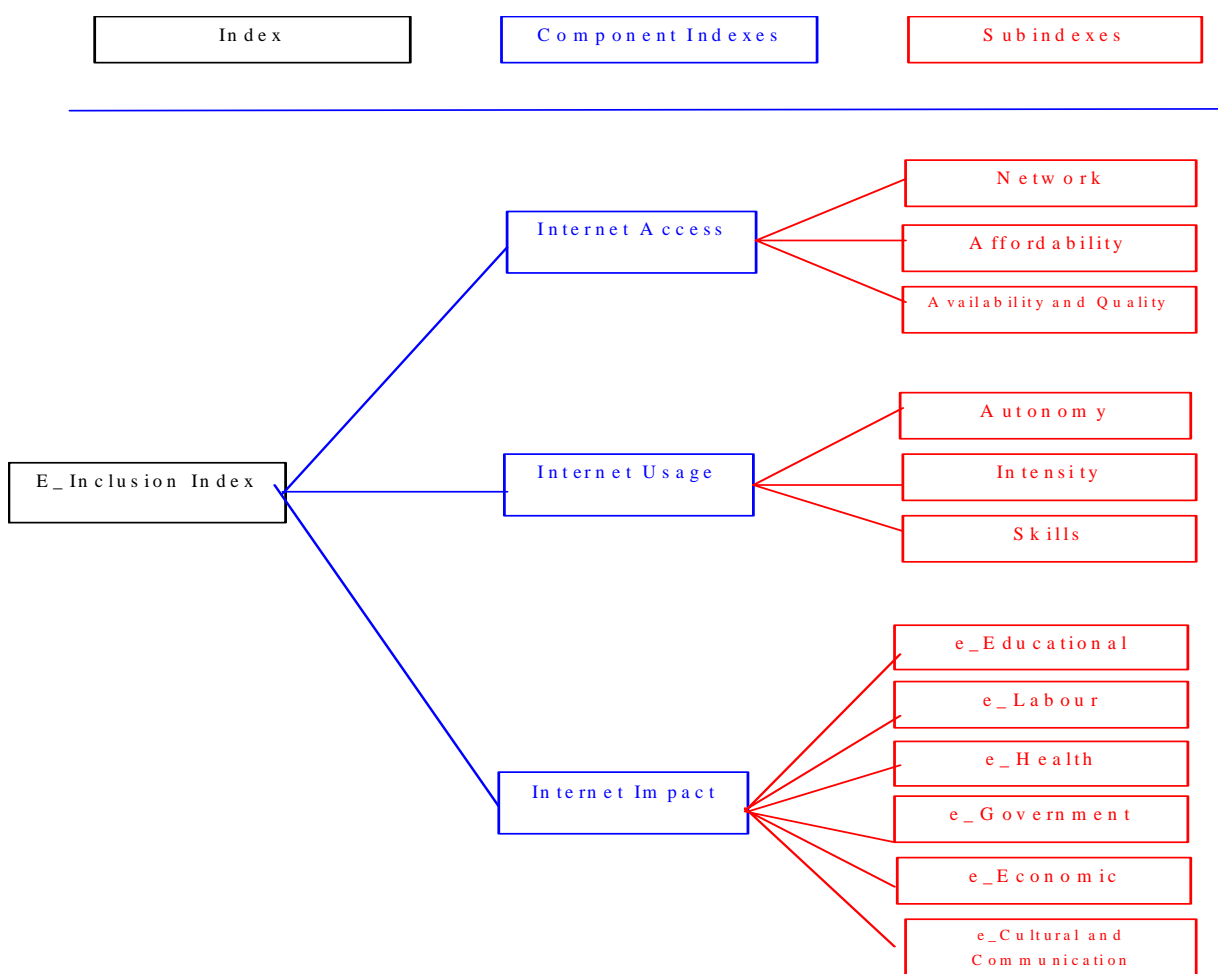 Index
Component Indexes
Subindexes
Network
Internet Access
Affordability
Availability and Quality
Autonomy
E_Inclusion Index
Internet Usage
Intensity
Skills
e_Educational
e_Labour
e_Health
Internet Impact
e_Government
e_Economic
e_Cultural and
Communication